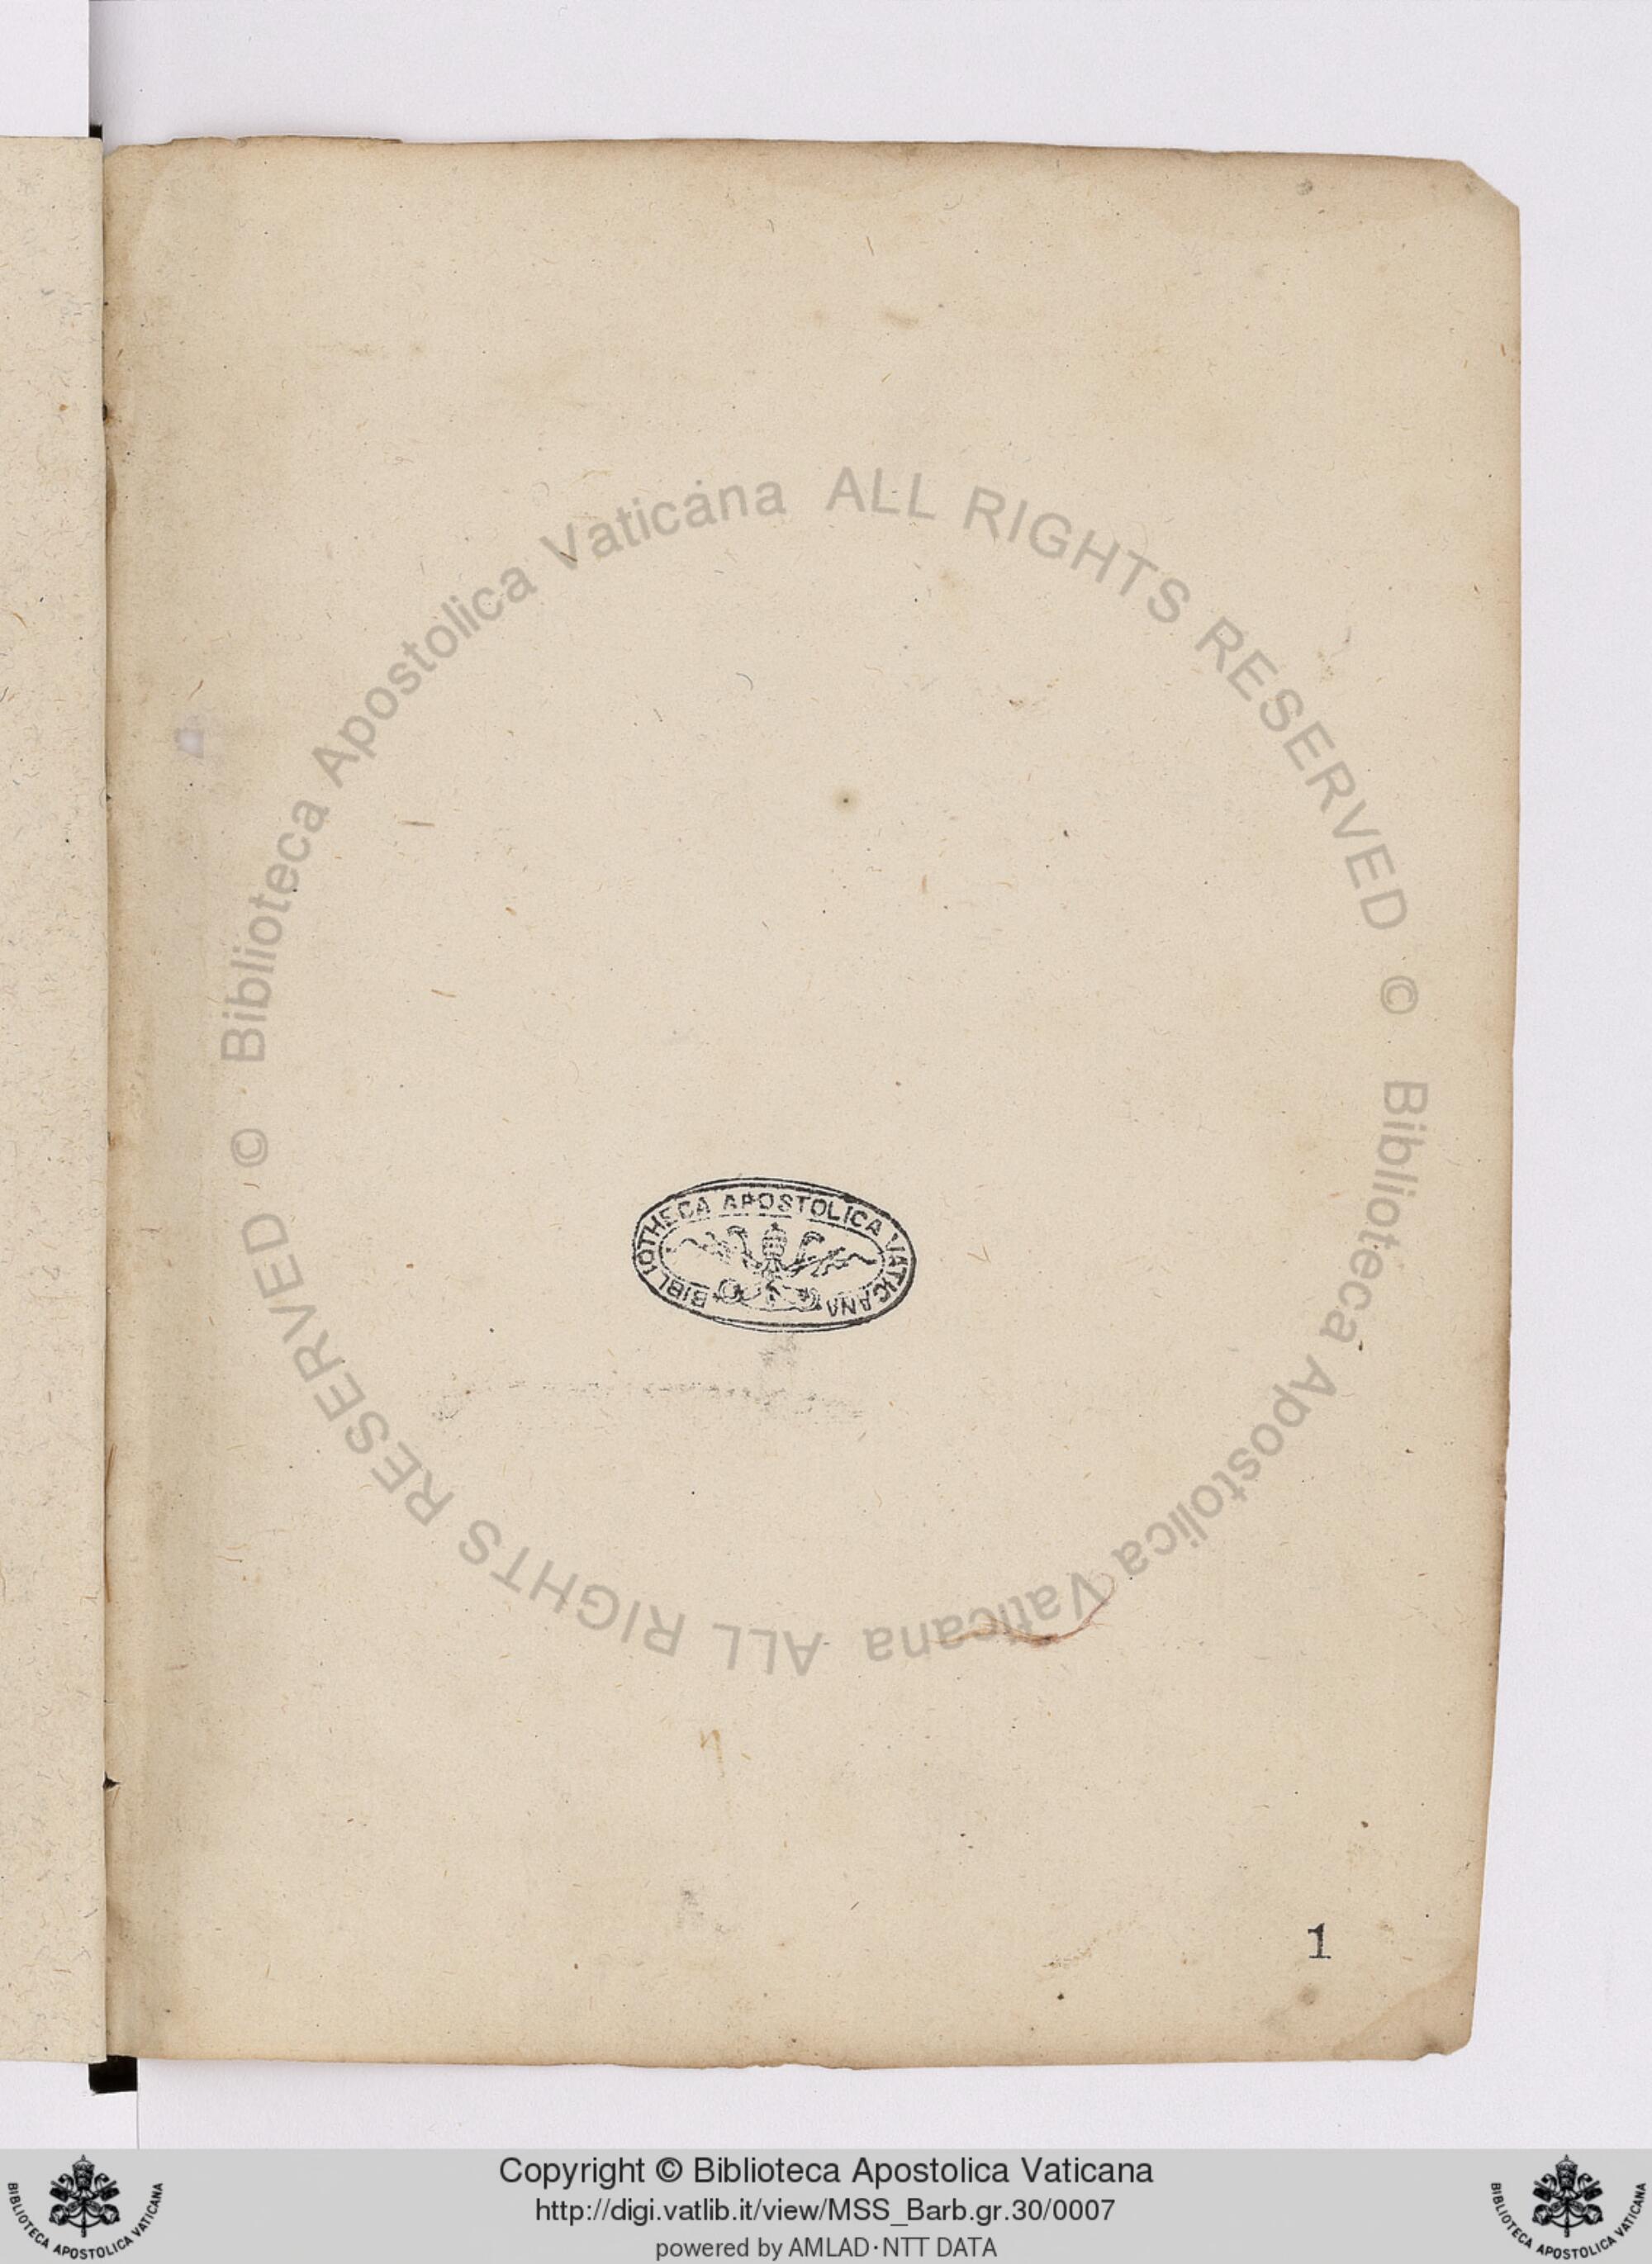 © Biblioteca Apostolica Vaticana ALL RIGHTS RESERVED
© Biblioteca Apostolica Vaticana ALL RIGHTS RESERVED
BIBLIOTHECA APOSTOLICA VATICANA
1
Copyright © Biblioteca Apostolica Vaticana
http://digi.vatlib.it/view/MSS_Barb.gr.30/0007
powered by AMLAD·NTT DATA
BIBLIOTECA APOSTOLICA VATICANA
BIBLIOTECA APOSTOLICA VATICANA